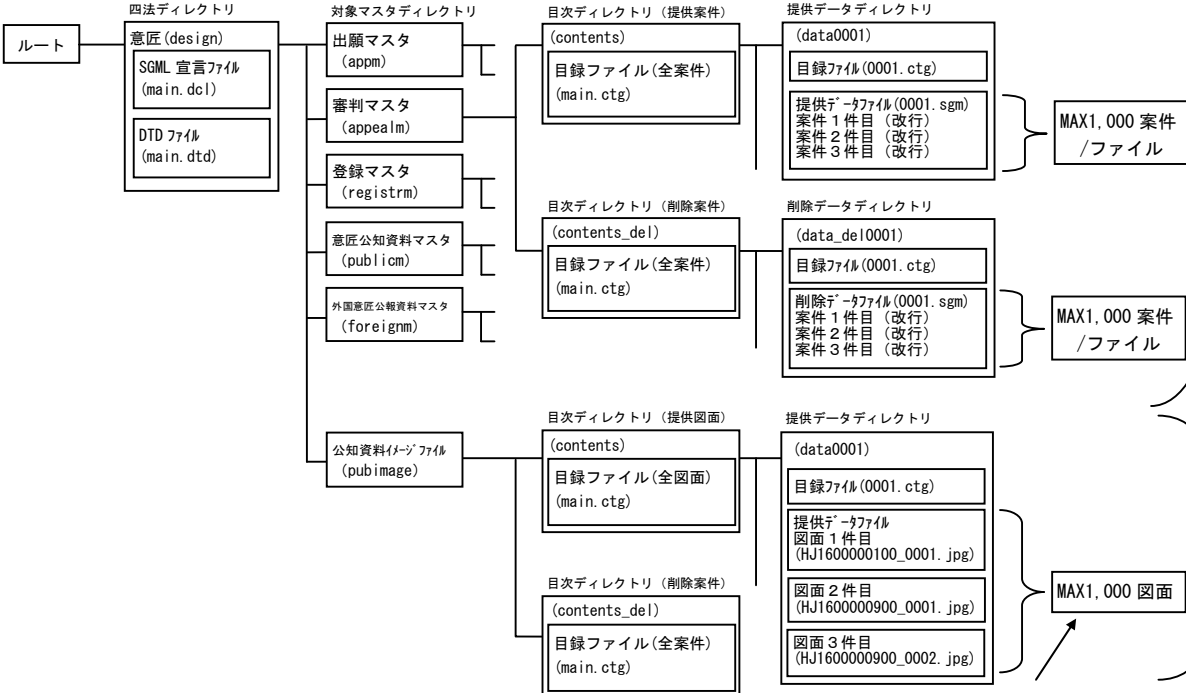 四法ディレクトリ
対象マスタディレクトリ
目次ディレクトリ（提供案件）
提供データディレクトリ
ルート
意匠(design)
SGML 宣言ファイル
(main.dcl)
DTD ファイル
(main.dtd)
出願マスタ
(appm)
審判マスタ
(appealm)
登録マスタ
(registrm)
意匠公知資料マスタ
(publicm)
外国意匠公報資料マスタ
(foreignm)
公知資料イメージファイル
(pubimage)
(contents)
目録ファイル(全案件)
(main.ctg)
(data0001)
目録ファイル(0001.ctg)
提供データファイル(0001.sgm)
案件１件目（改行）
案件２件目（改行）
案件３件目（改行）
MAX1,000 案件
/ファイル
目次ディレクトリ（削除案件）
(contents_del)
目録ファイル(全案件)
(main.ctg)
削除データディレクトリ
(data_del0001)
目録ファイル(0001.ctg)
削除データファイル(0001.sgm)
案件１件目（改行）
案件２件目（改行）
案件３件目（改行）
MAX1,000 案件
/ファイル
目次ディレクトリ（提供図面）
(contents)
目録ファイル(全図面)
(main.ctg)
提供データディレクトリ
(data0001)
目録ファイル(0001.ctg)
提供データファイル
図面１件目
(HJ1600000100_0001.jpg)
図面２件目
(HJ1600000900_0001.jpg)
図面３件目
(HJ1600000900_0002.jpg)
MAX1,000 図面
目次ディレクトリ（削除案件）
(contents_del)
目録ファイル(全案件)
(main.ctg)